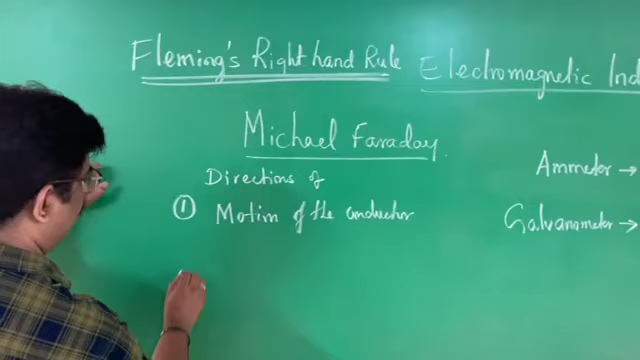 Fleming's Right hand Rule
Electromagnetic Ind
Michael Faraday.
Directions of
① Motion of the conductor
Ammeter →
Galvanometer →